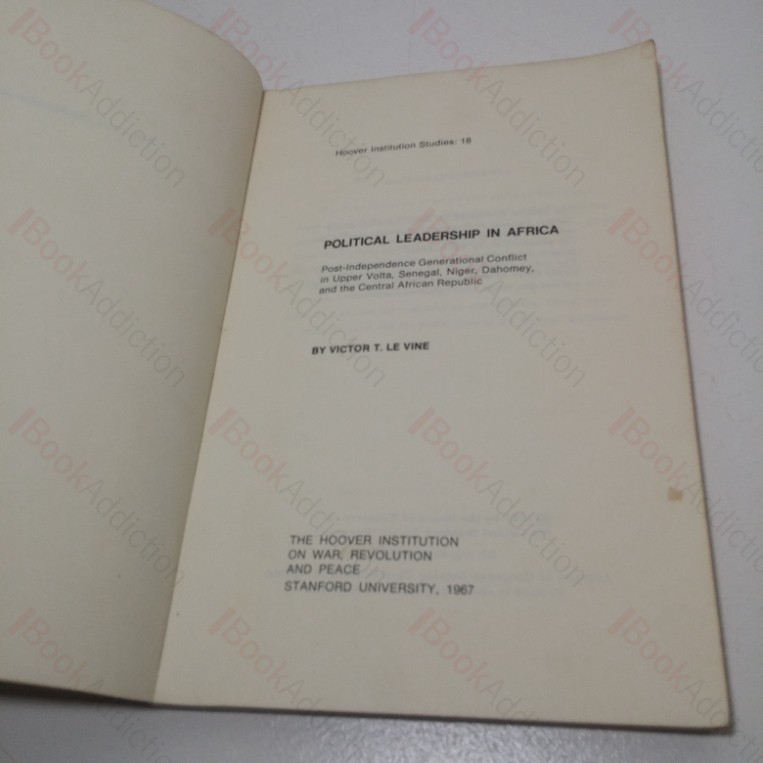 Hoover Institution Studies: 18
POLITICAL LEADERSHIP IN AFRICA
Post-Independence Generational Conflict
in Upper Volta, Senegal, Niger, Dahomey,
and the Central African Republic
BY VICTOR T. LE VINE
THE HOOVER INSTITUTION
ON WAR, REVOLUTION
AND PEACE
STANFORD UNIVERSITY, 1967
BookAddiction